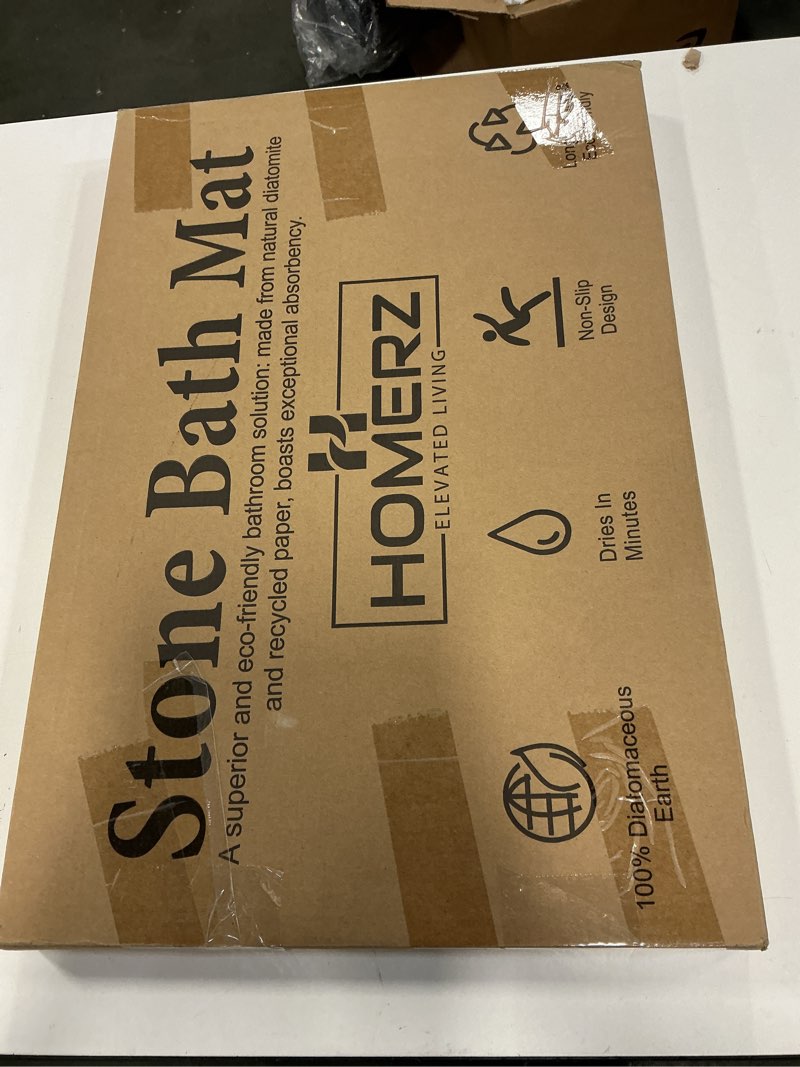 Stone Bath Mat
A superior and eco-friendly bathroom solution: made from natural diatomite
and recycled paper, boasts exceptional absorbency.
HOMERZ
ELEVATED LIVING
100% Diatomaceous
Earth
Dries In
Minutes
Non-Slip
Design